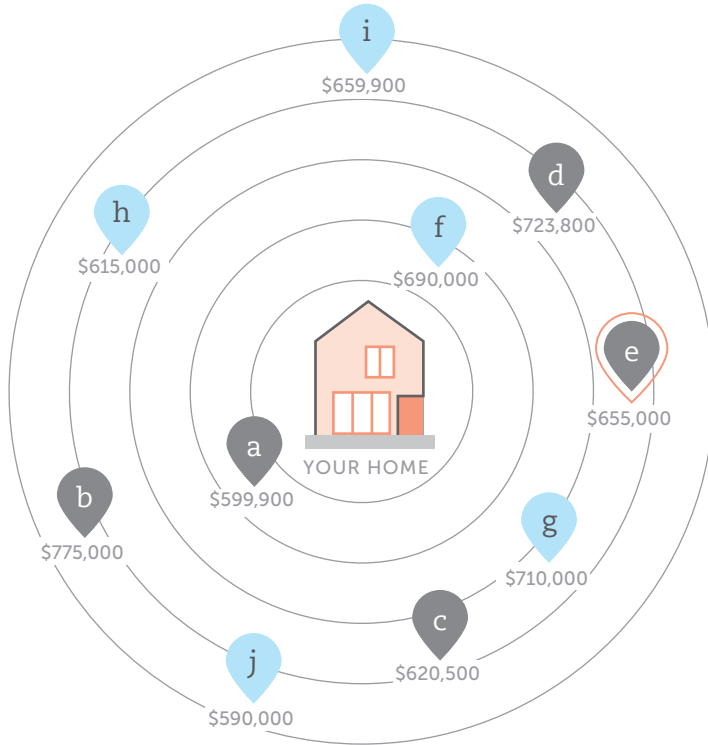 i
$659,900
d
$723,800
h
$615,000
f
$690,000
e
$655,000
a
$599,900
YOUR HOME
b
$775,000
g
$710,000
c
$620,500
j
$590,000